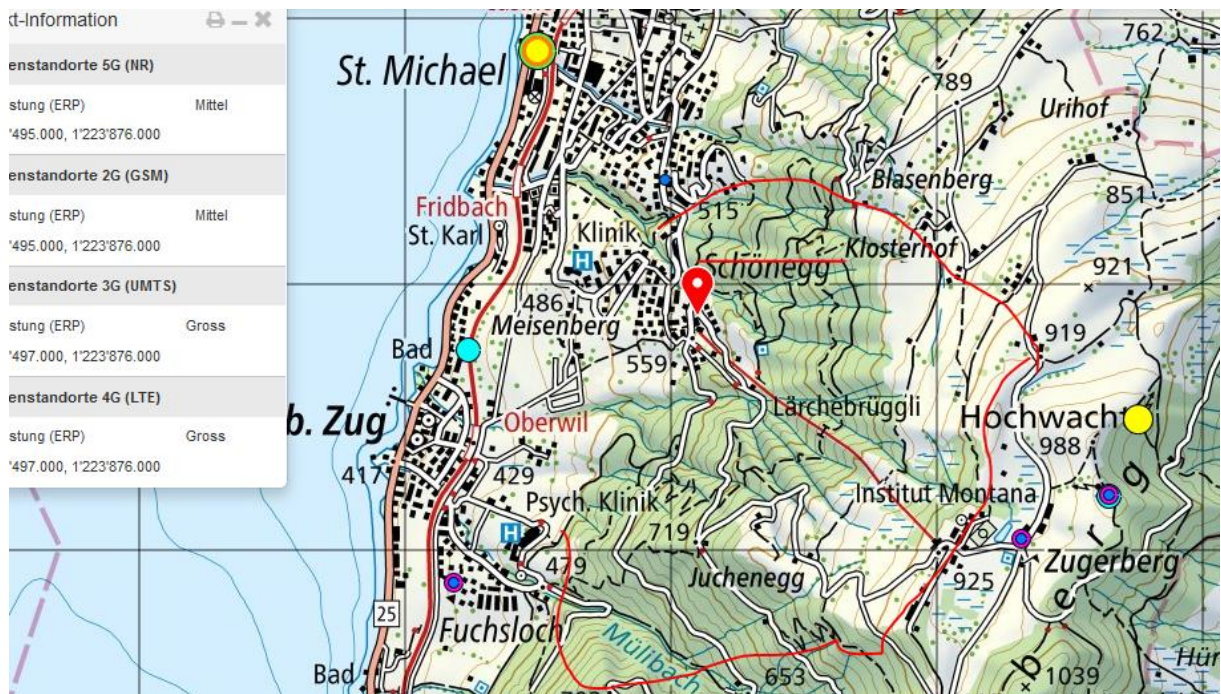 kt-Information
enstandorte 5G (NR)
stung (ERP) Mittel
'495.000, 1'223'876.000
enstandorte 2G (GSM)
stung (ERP) Mittel
'495.000, 1'223'876.000
enstandorte 3G (UMTS)
stung (ERP) Gross
'497.000, 1'223'876.000
enstandorte 4G (LTE)
stung (ERP) Gross
'497.000, 1'223'876.000
St. Michael
762
789
Urihof
Blasenberg
851
Fridbach
515
St. Karl
Klinik
Klosterhof
H
Schönegg
921
486
Meisenberg
919
Bad
559
Lärchebrüggli
Hochwacht
b. Zug
Oberwil
988
417
429
Institut Montana
Psych. Klinik
H
719
479
Zugerberg
Juchenegg
925
25
Fuchsloch
Müllbach
Bad
653
1039
Hür